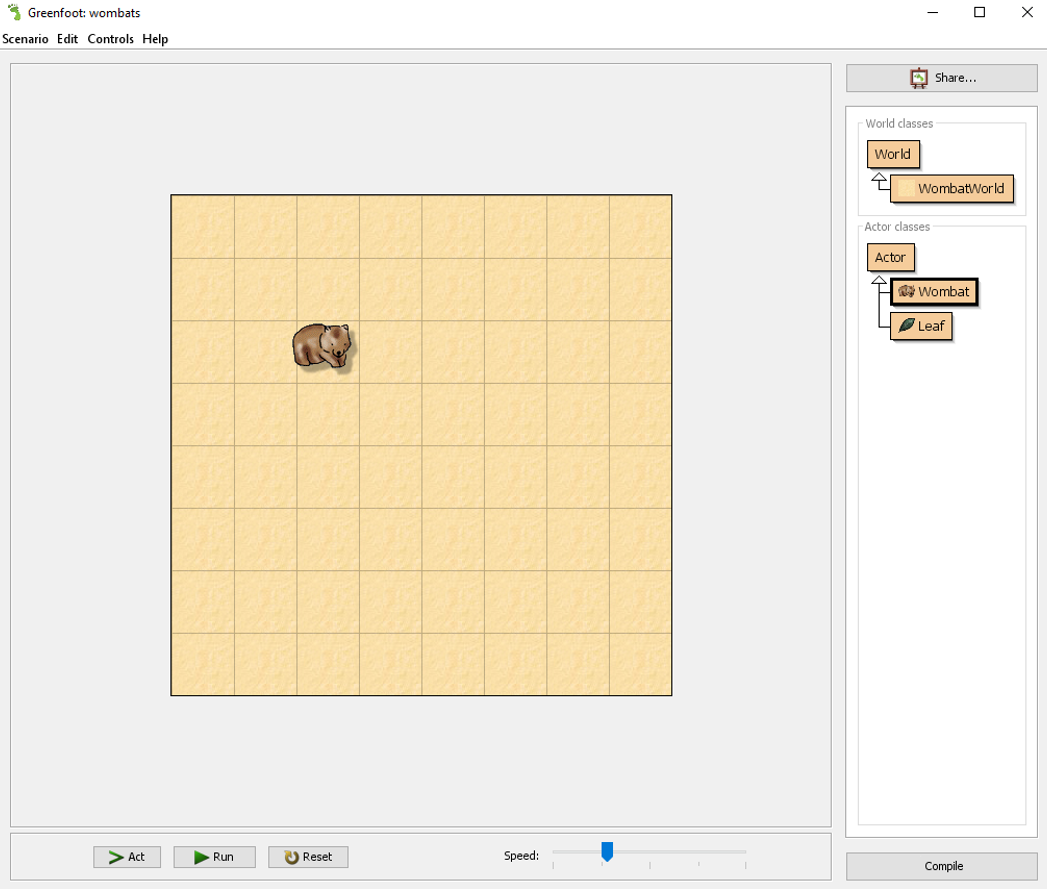 Greenfoot: wombats
Scenario Edit Controls Help
Share...
World classes
World
WombatWorld
Actor classes
Actor
Wombat
Leaf
Act Run Reset Speed:
Compile